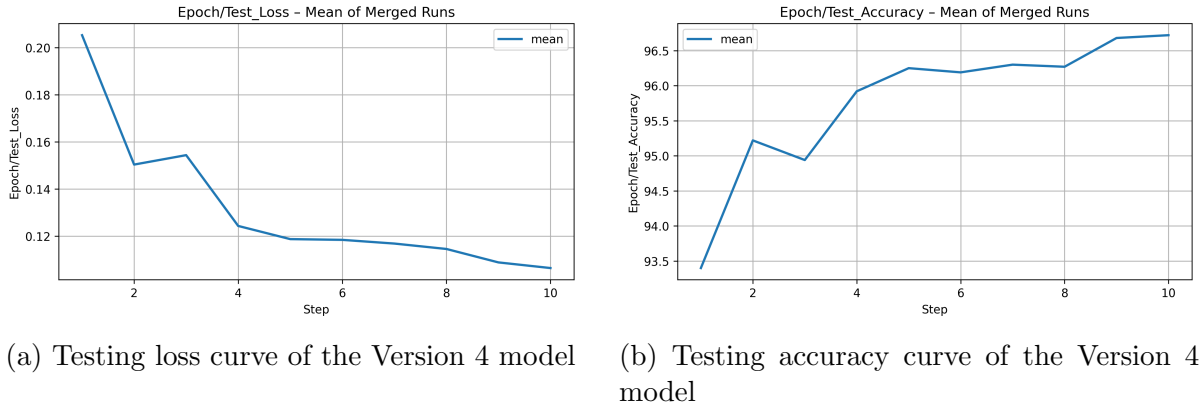 Epoch/Test_Loss – Mean of Merged Runs
mean
0.20
0.18
0.16
0.14
0.12
Epoch/Test_Loss
2 4 6 8 10
Step
(a) Testing loss curve of the Version 4 model
Epoch/Test_Accuracy – Mean of Merged Runs
mean
96.5
96.0
95.5
95.0
94.5
94.0
93.5
Epoch/Test_Accuracy
2 4 6 8 10
Step
(b) Testing accuracy curve of the Version 4
model